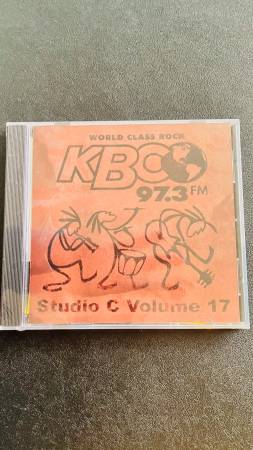 WORLD CLASS ROCK
KBCO
97.3 FM
Studio C Volume 17